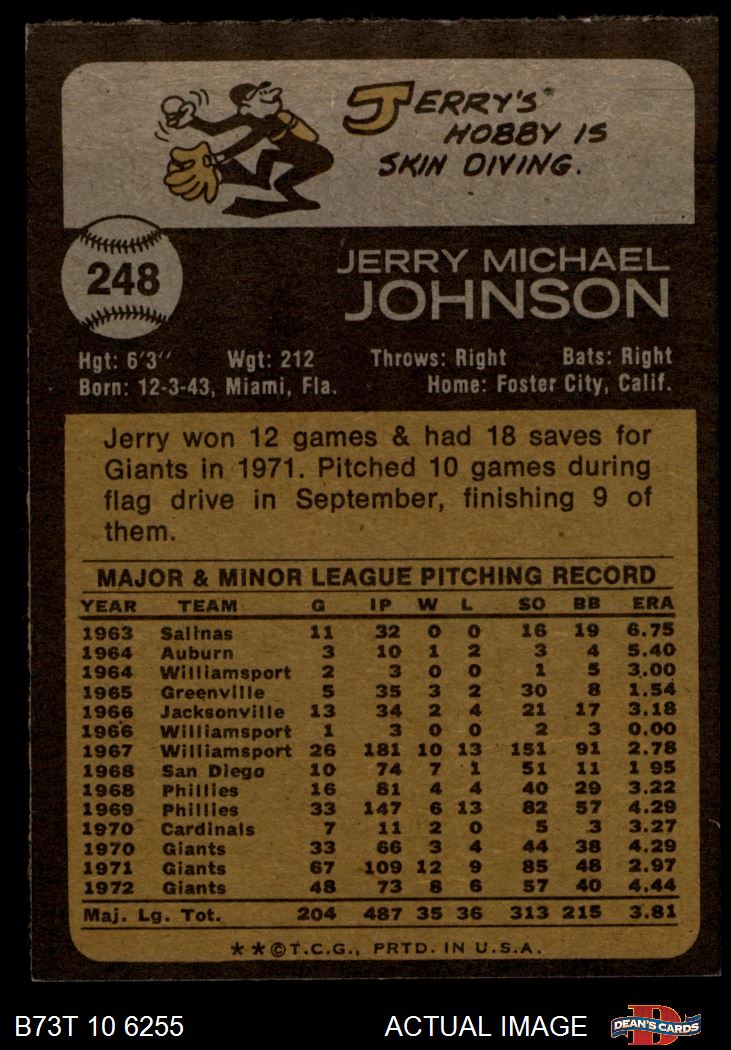 JERRY'S
HOBBY IS
SKIN DIVING.
248
JERRY MICHAEL
JOHNSON
Hgt: 6'3" Wgt: 212 Throws: Right Bats: Right
Born: 12-3-43, Miami, Fla. Home: Foster City, Calif.
Jerry won 12 games & had 18 saves for
Giants in 1971. Pitched 10 games during
flag drive in September, finishing 9 of
them.
MAJOR & MINOR LEAGUE PITCHING RECORD
YEAR TEAM G IP W L SO BB ERA
1963 Salinas 11 32 0 0 16 19 6.75
1964 Auburn 3 10 1 2 3 4 5.40
1964 Williamsport 2 3 0 0 1 5 3.00
1965 Greenville 5 35 3 2 30 8 1.54
1966 Jacksonville 13 34 2 4 21 17 3.18
1966 Williamsport 1 3 0 0 2 3 0.00
1967 Williamsport 26 181 10 13 151 91 2.78
1968 San Diego 10 74 7 1 51 11 1 95
1968 Phillies 16 81 4 4 40 29 3.22
1969 Phillies 33 147 6 13 82 57 4.29
1970 Cardinals 7 11 2 0 5 3 3.27
1970 Giants 33 66 3 4 44 38 4.29
1971 Giants 67 109 12 9 85 48 2.97
1972 Giants 48 73 8 6 57 40 4.44
Maj. Lg. Tot. 204 487 35 36 313 215 3.81
**©T.C.G., PRTD. IN U.S.A.
B73T 10 6255 ACTUAL IMAGE D DEAN'S CARDS